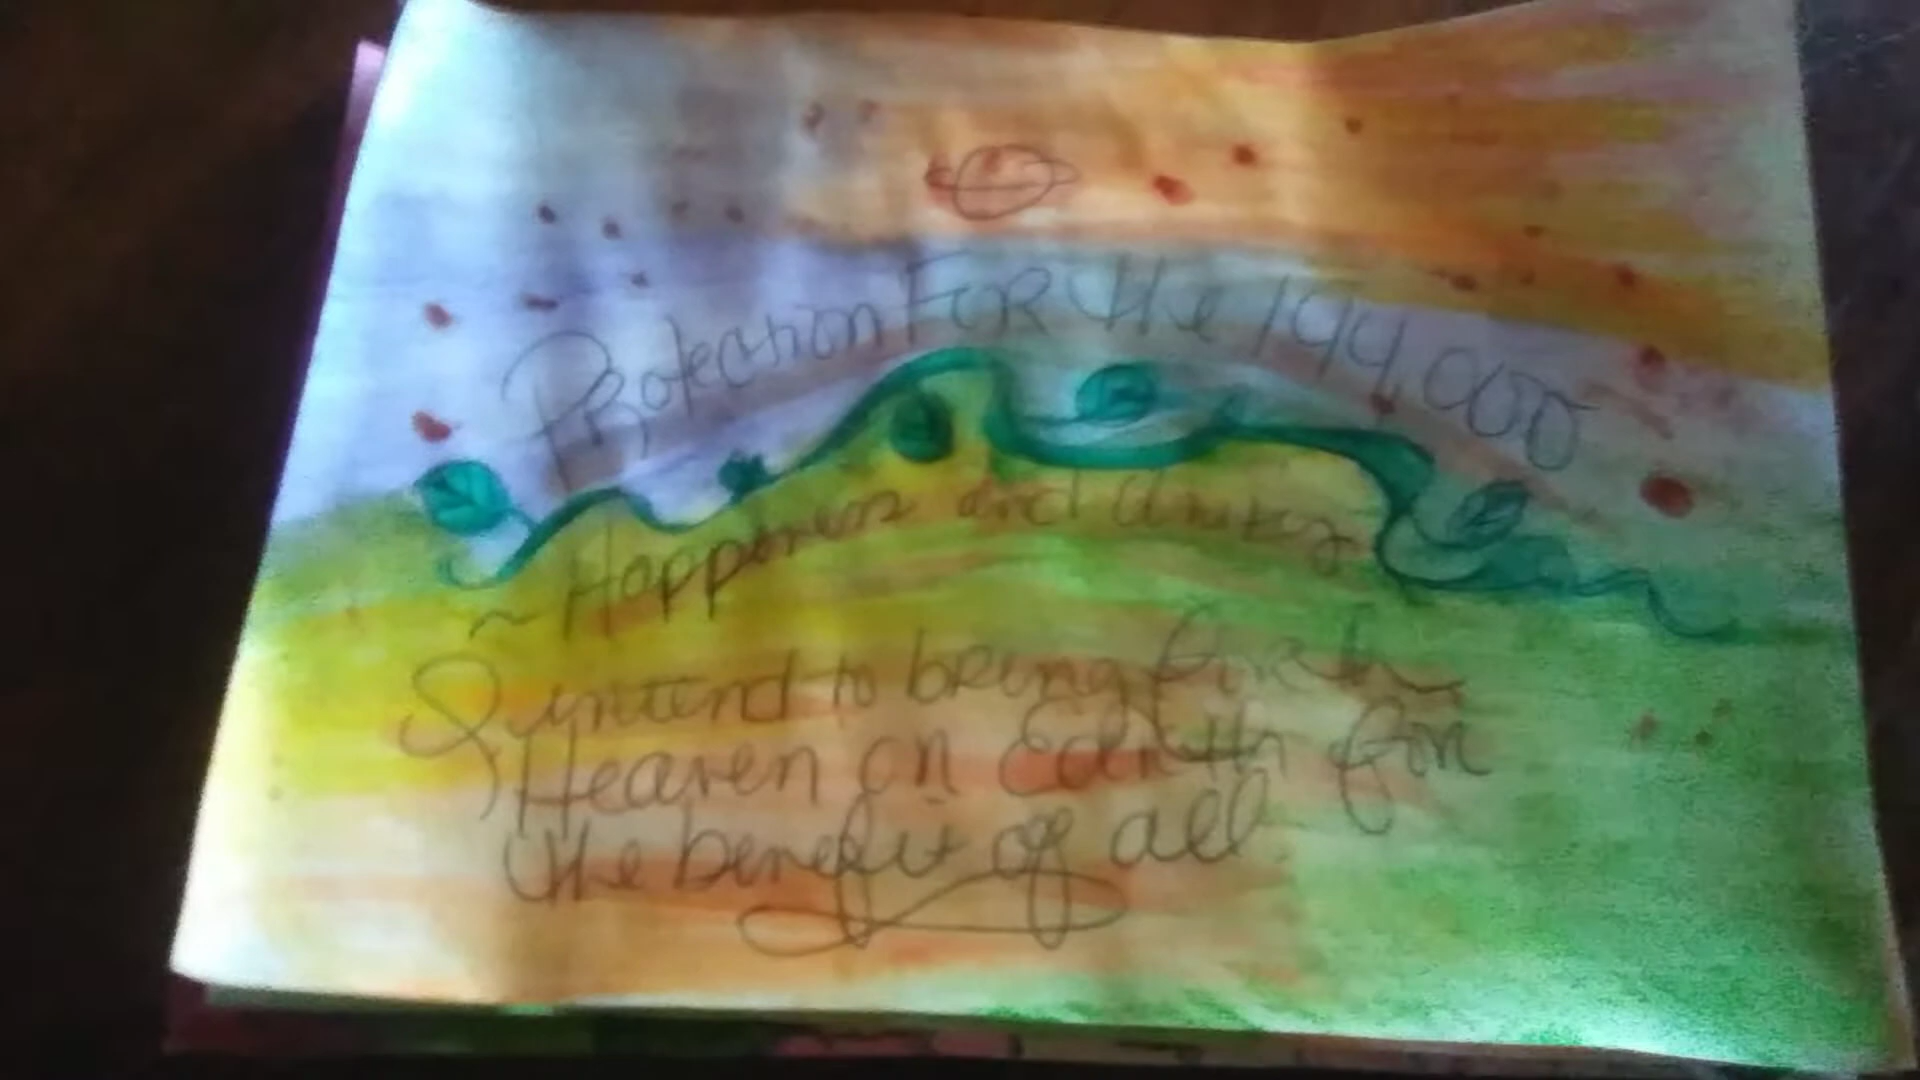 Protection For the 144,000
~ Happiness and Unity
I intend to bring forth
Heaven on Earth for
the benefit of all